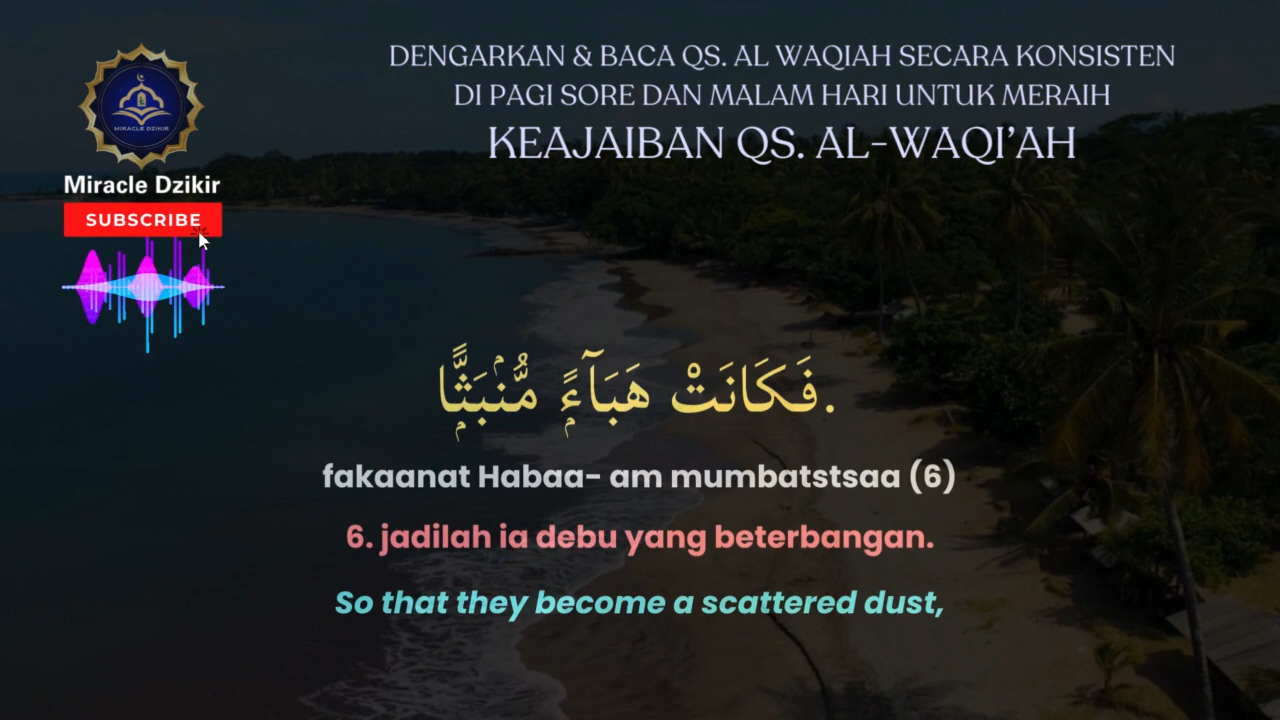 DENGARKAN & BACA QS. AL WAQIAH SECARA KONSISTEN
DI PAGI SORE DAN MALAM HARI UNTUK MERAIH
KEAJAIBAN QS. AL-WAQI'AH
MIRACLE DZIKIR
Miracle Dzikir
SUBSCRIBE
فَكَانَتْ هَبَآءًۭ مُّنۢبَثًّۭا.
fakaanat Habaa- am mumbatstsaa (6)
6. jadilah ia debu yang beterbangan.
So that they become a scattered dust,